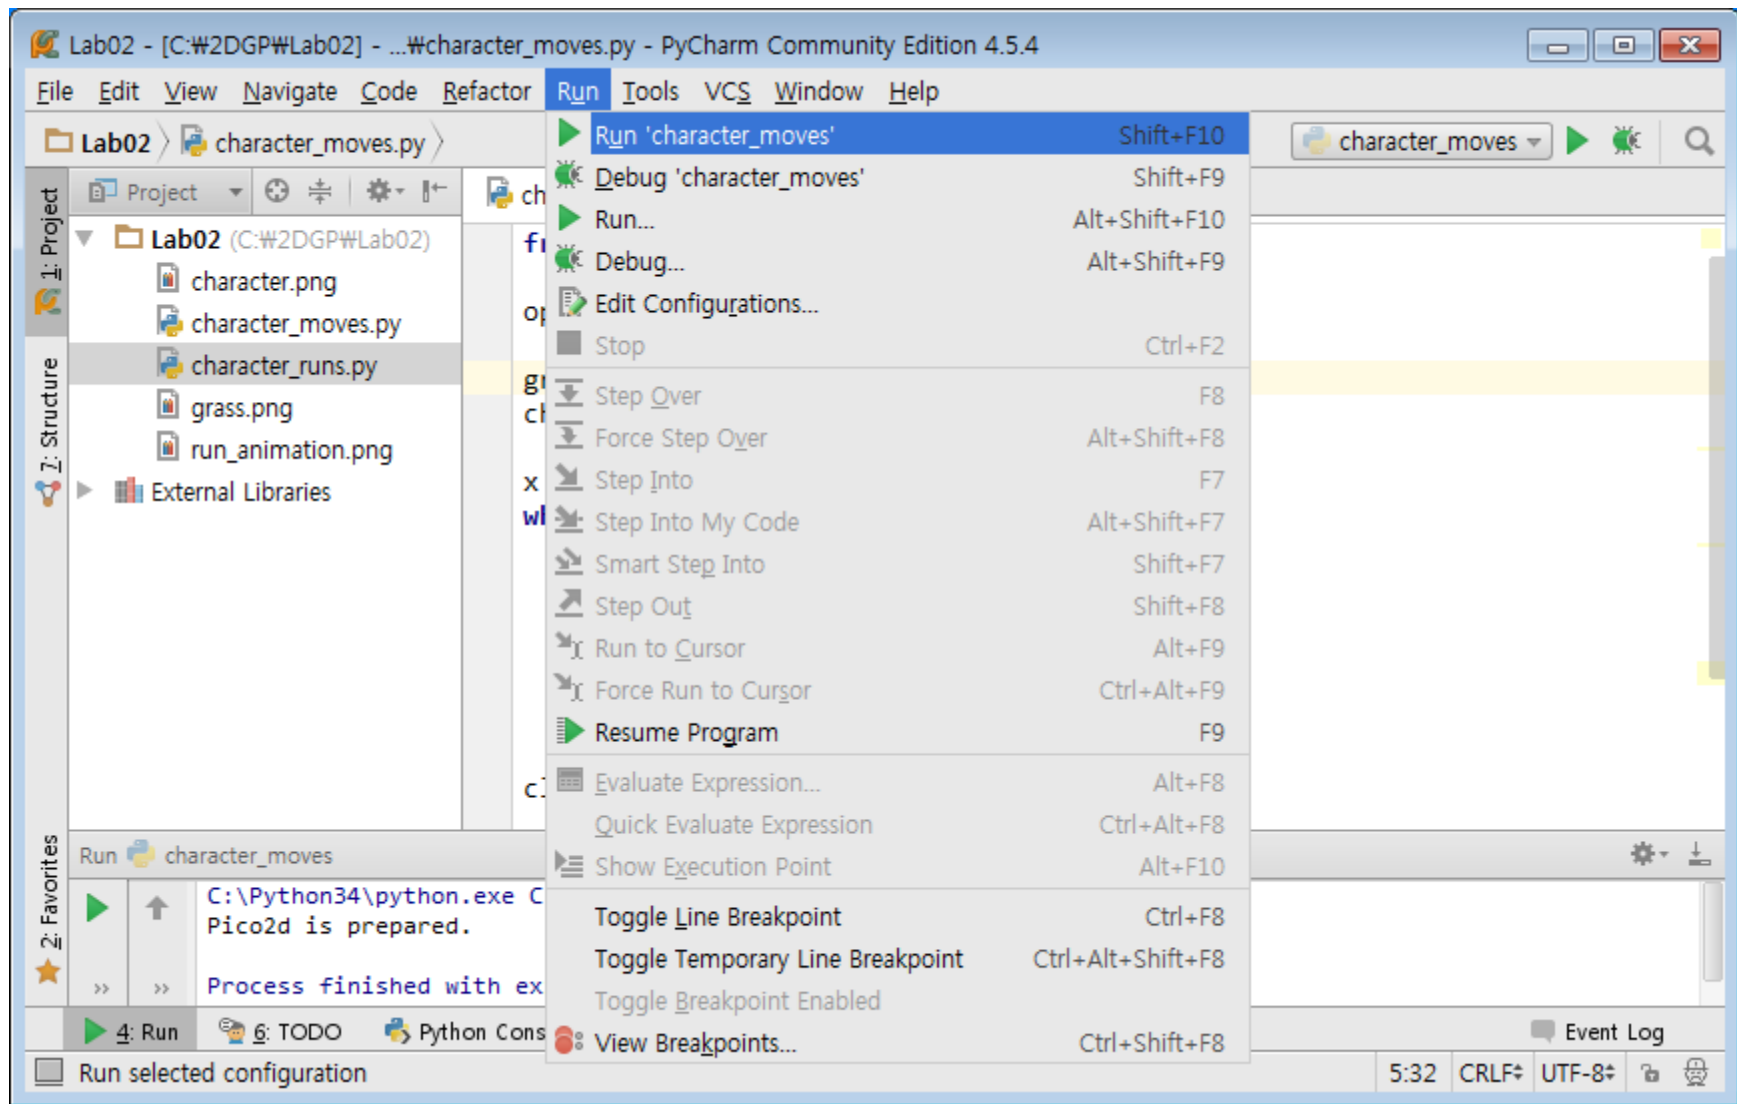 Lab02 - [C:₩2DGP₩Lab02] - ...₩character_moves.py - PyCharm Community Edition 4.5.4
File Edit View Navigate Code Refactor Run Tools VCS Window Help
Lab02 character_moves.py
character_moves
Project
1: Project
7: Structure
2: Favorites
Lab02 (C:₩2DGP₩Lab02)
character.png
character_moves.py
character_runs.py
grass.png
run_animation.png
External Libraries
ch
fr
op
gr
ch
x
wh
cl
Run 'character_moves' Shift+F10
Debug 'character_moves' Shift+F9
Run... Alt+Shift+F10
Debug... Alt+Shift+F9
Edit Configurations...
Stop Ctrl+F2
Step Over F8
Force Step Over Alt+Shift+F8
Step Into F7
Step Into My Code Alt+Shift+F7
Smart Step Into Shift+F7
Step Out Shift+F8
Run to Cursor Alt+F9
Force Run to Cursor Ctrl+Alt+F9
Resume Program F9
Evaluate Expression... Alt+F8
Quick Evaluate Expression Ctrl+Alt+F8
Show Execution Point Alt+F10
Toggle Line Breakpoint Ctrl+F8
Toggle Temporary Line Breakpoint Ctrl+Alt+Shift+F8
Toggle Breakpoint Enabled
View Breakpoints... Ctrl+Shift+F8
Run character_moves
C:\Python34\python.exe C
Pico2d is prepared.
Process finished with ex
4: Run 6: TODO Python Cons Event Log
Run selected configuration 5:32 CRLF UTF-8